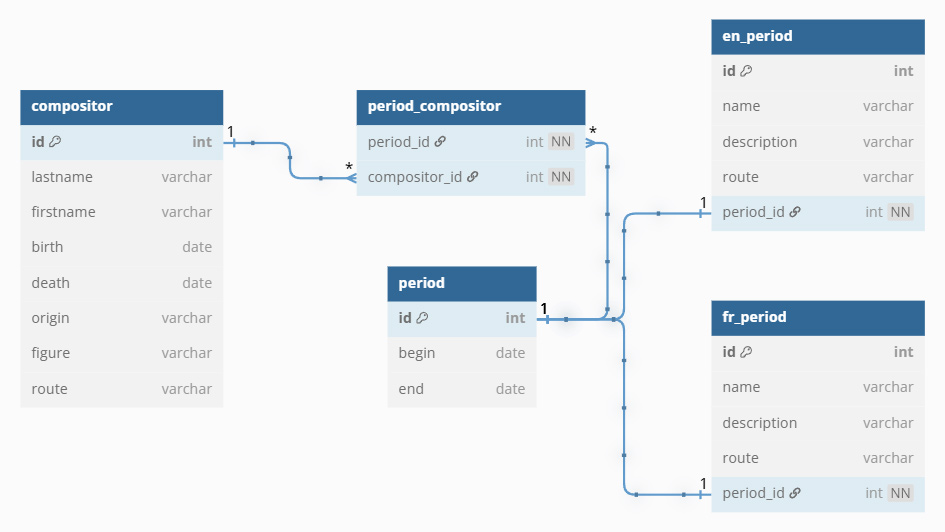 compositor
id int
lastname varchar
firstname varchar
birth date
death date
origin varchar
figure varchar
route varchar
1
*
period_compositor
period_id int NN
compositor_id int NN
*
period
id int
begin date
end date
1
en_period
id int
name varchar
description varchar
route varchar
period_id int NN
1
fr_period
id int
name varchar
description varchar
route varchar
period_id int NN
1